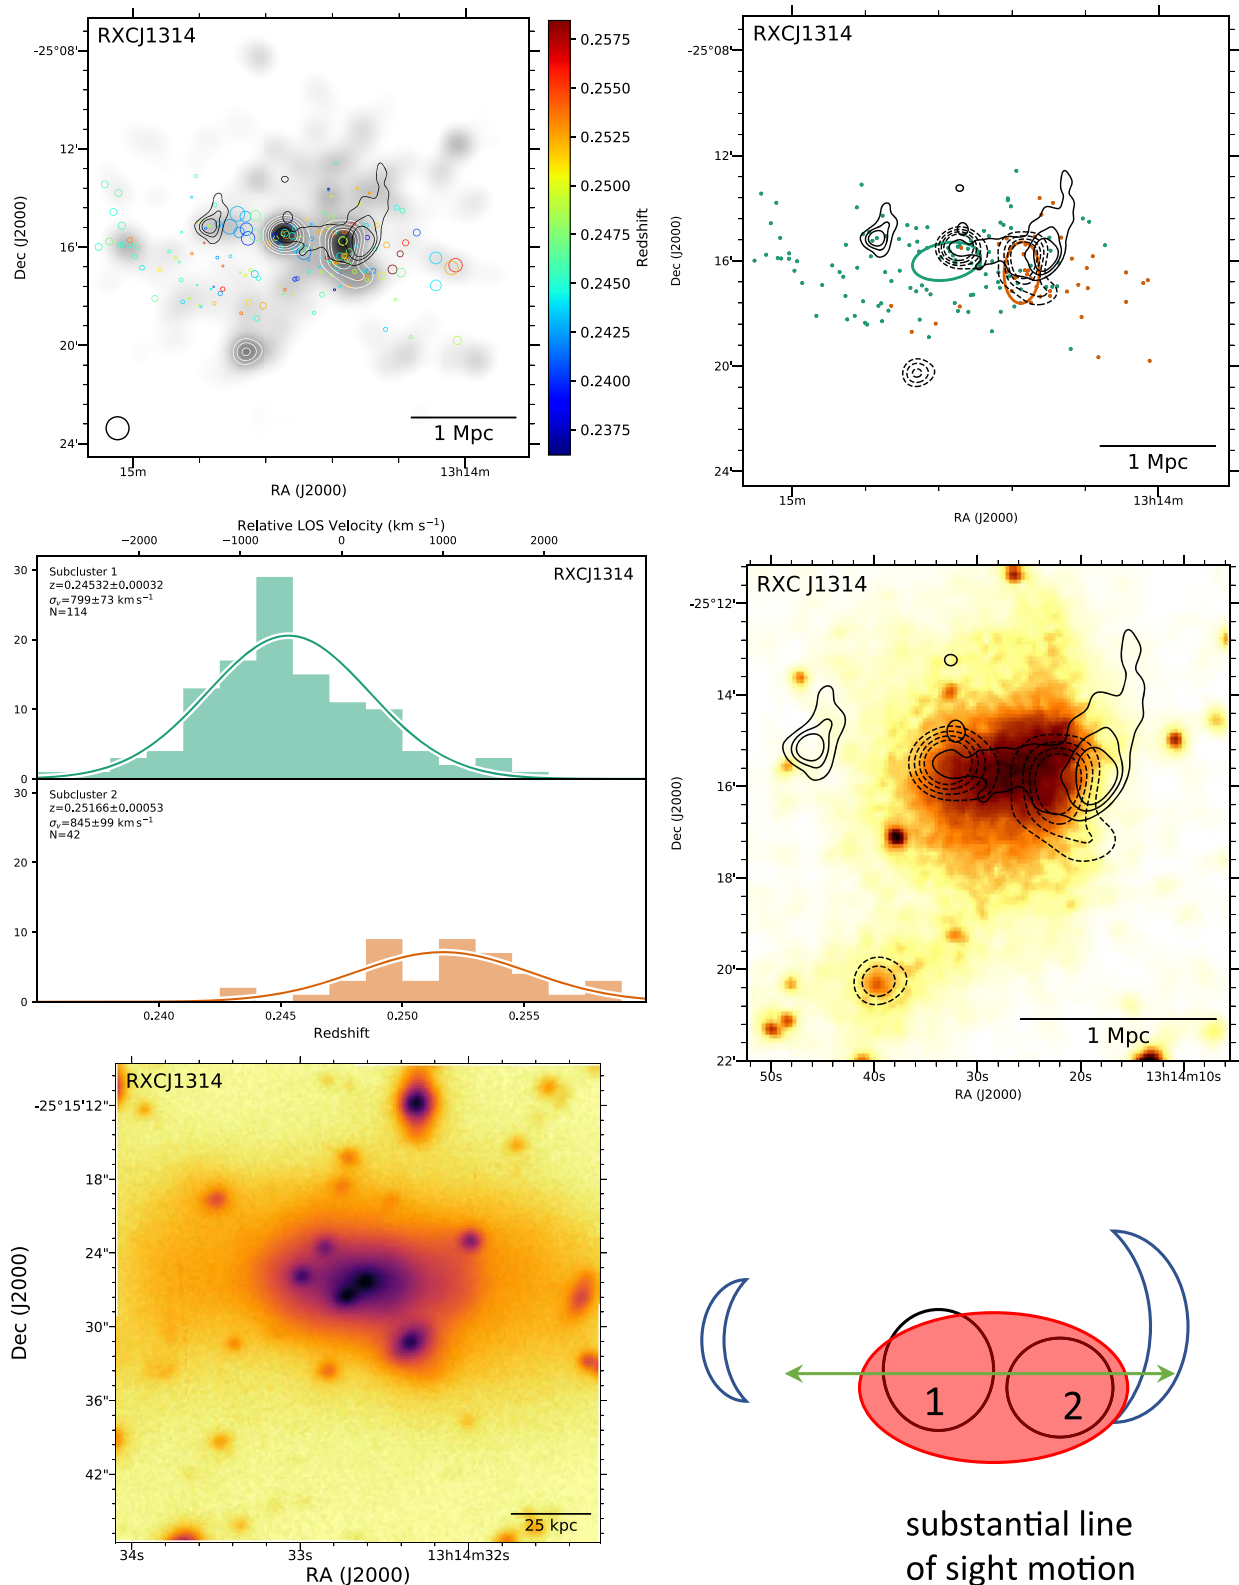 RXCJ1314
-25°08'
12'
16'
20'
24'
Dec (J2000)
1 Mpc
15m
13h14m
RA (J2000)
0.2575
0.2550
0.2525
0.2500
0.2475
0.2450
0.2425
0.2400
0.2375
Redshift
RXCJ1314
-25°08'
12'
16'
20'
24'
Dec (J2000)
1 Mpc
15m
13h14m
RA (J2000)
Relative LOS Velocity (km s⁻¹)
−2000
−1000
0
1000
2000
30
20
10
0
Subcluster 1
z=0.24532±0.00032
σᵥ=799±73 km s⁻¹
N=114
RXCJ1314
30
20
10
0
Subcluster 2
z=0.25166±0.00053
σᵥ=845±99 km s⁻¹
N=42
0.240
0.245
0.250
0.255
Redshift
RXC J1314
-25°12'
14'
16'
18'
20'
22'
Dec (J2000)
1 Mpc
50s
40s
30s
20s
13h14m10s
RA (J2000)
RXCJ1314
-25°15'12"
18"
24"
30"
36"
42"
Dec (J2000)
25 kpc
34s
33s
13h14m32s
RA (J2000)
1
2
substantial line
of sight motion